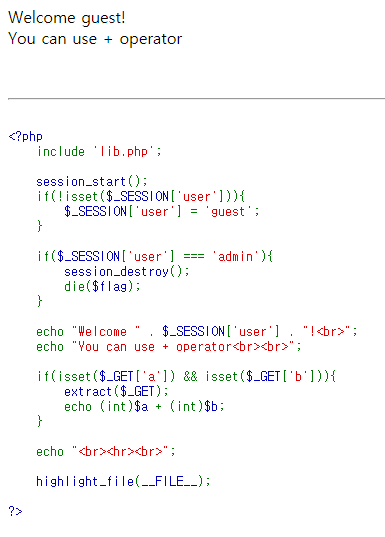 Welcome guest!
You can use + operator
<?php
include 'lib.php';
session_start();
if(!isset($_SESSION['user'])){
$_SESSION['user'] = 'guest';
}
if($_SESSION['user'] === 'admin'){
session_destroy();
die($flag);
}
echo "Welcome " . $_SESSION['user'] . "!<br>";
echo "You can use + operator<br><br>";
if(isset($_GET['a']) && isset($_GET['b'])){
extract($_GET);
echo (int)$a + (int)$b;
}
echo "<br><hr><br>";
highlight_file(__FILE__);
?>